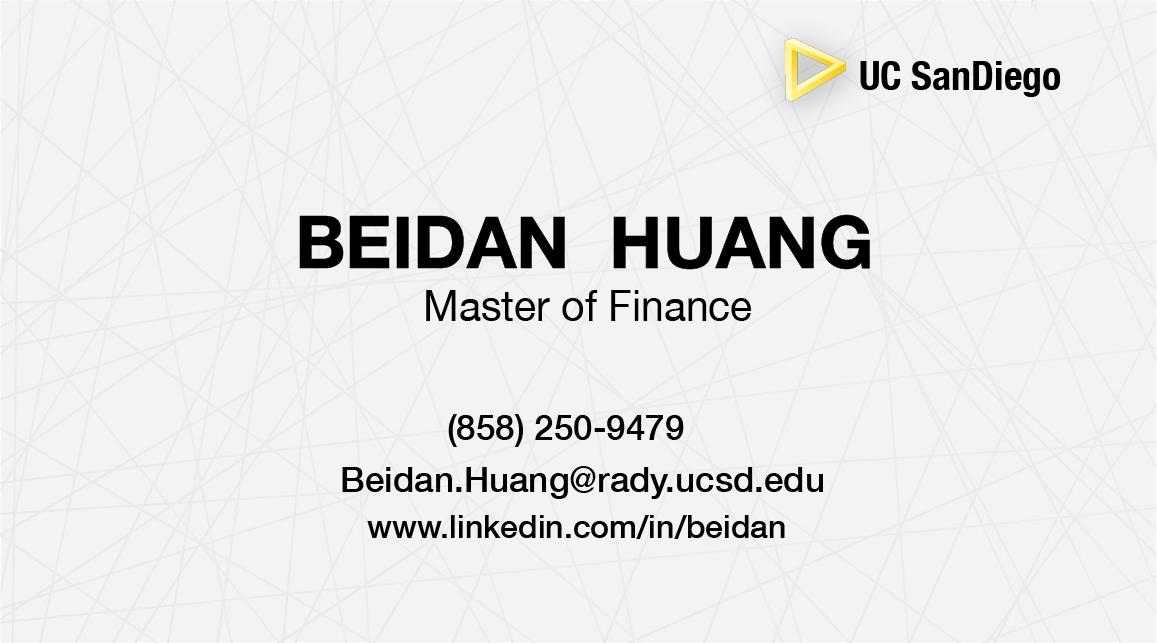 UC SanDiego
BEIDAN HUANG
Master of Finance
(858) 250-9479
Beidan.Huang@rady.ucsd.edu
www.linkedin.com/in/beidan